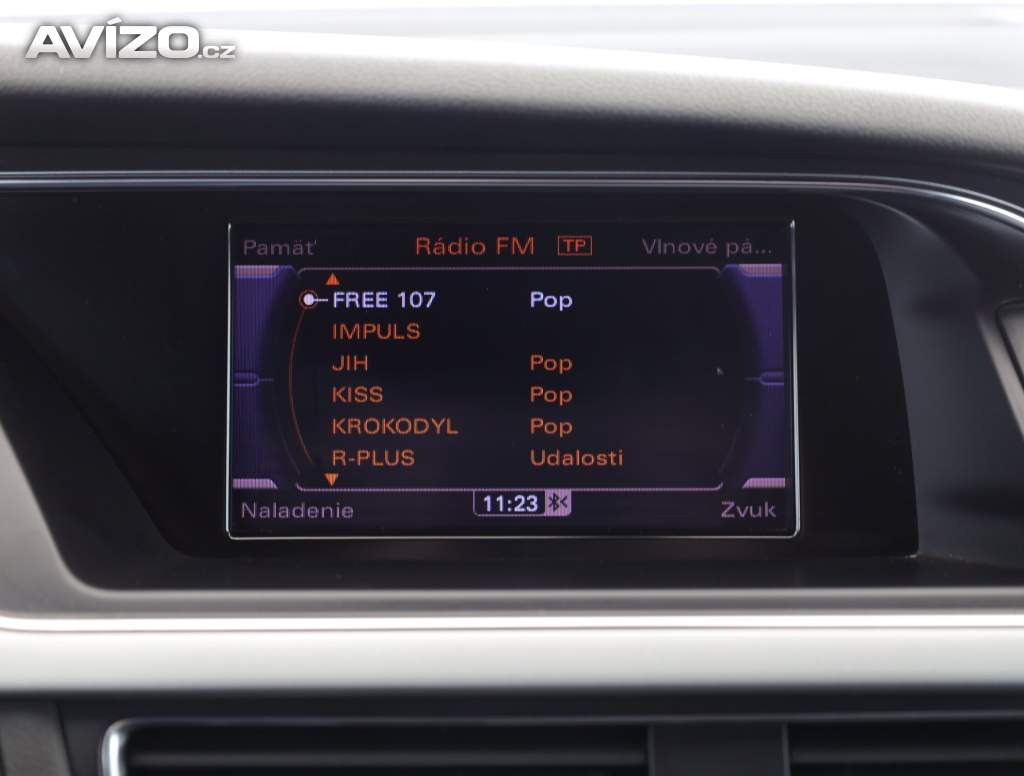 AVÍZO.cz
Pamäť Rádio FM TP Vlnové pá...
FREE 107 Pop
IMPULS
JIH Pop
KISS Pop
KROKODYL Pop
R-PLUS Udalosti
Naladenie 11:23 Zvuk